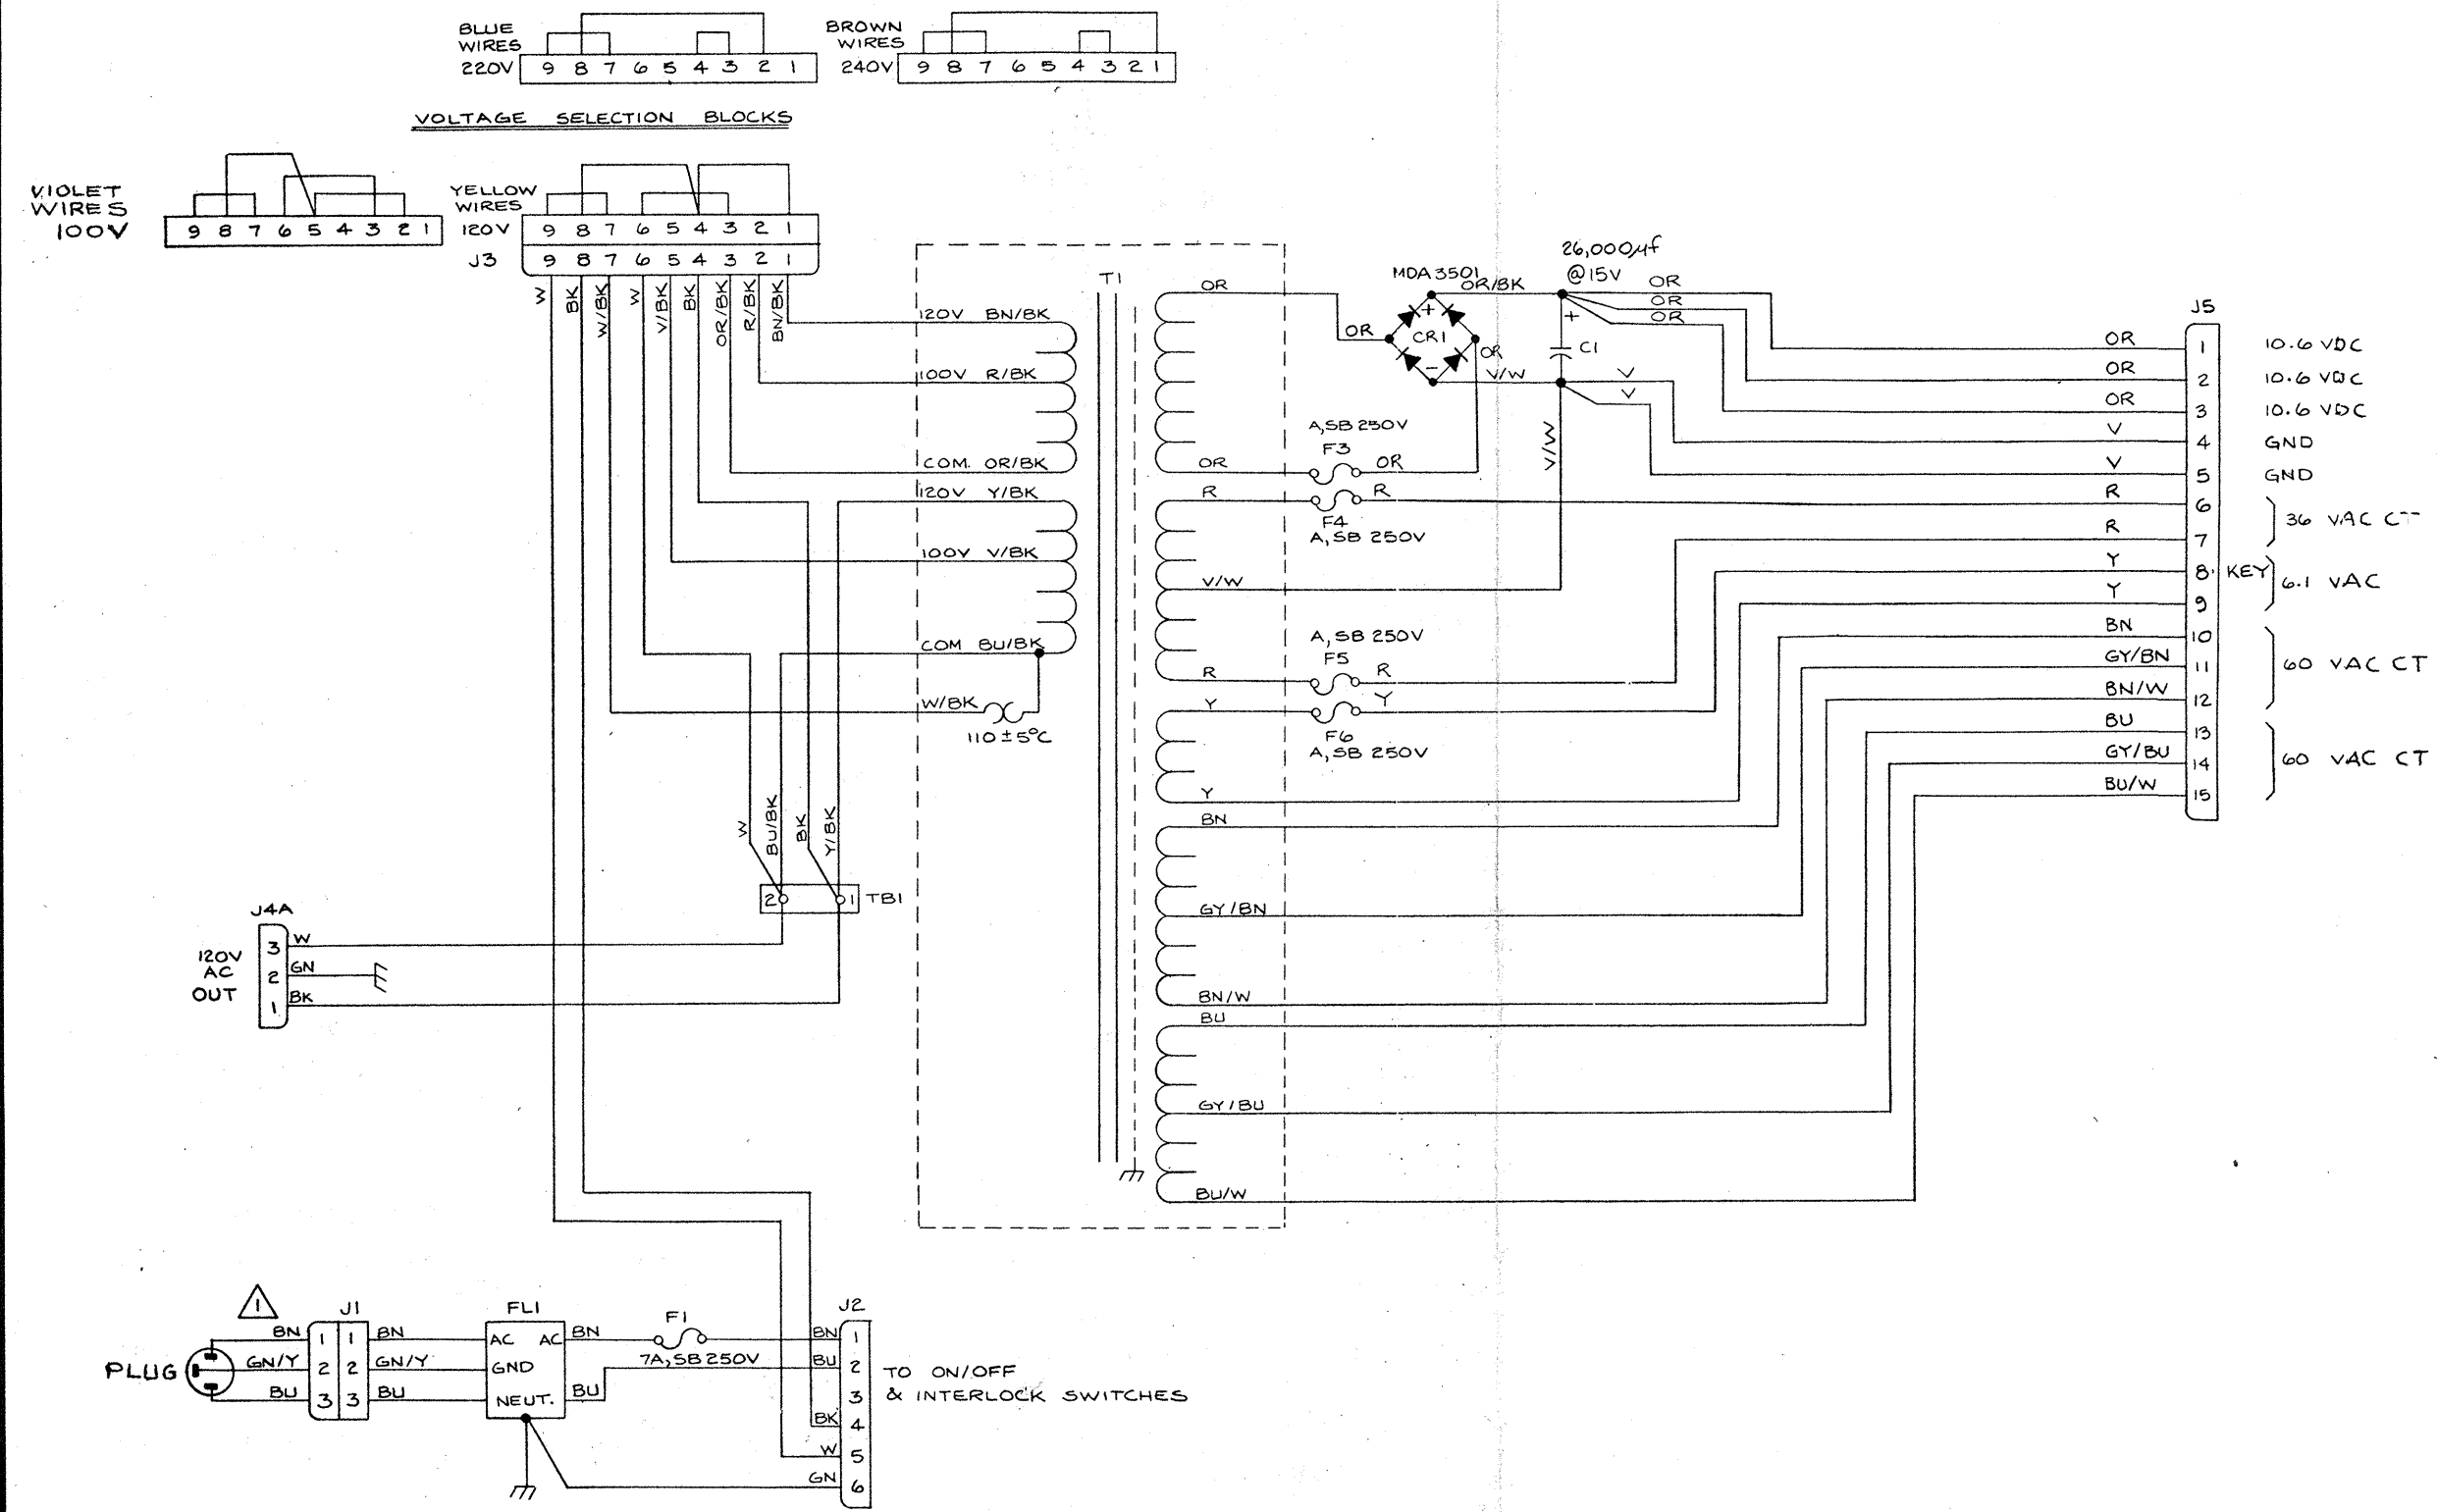 BLUE
WIRES
220V 9 8 7 6 5 4 3 2 1
BROWN
WIRES
240V 9 8 7 6 5 4 3 2 1
VOLTAGE SELECTION BLOCKS
VIOLET
WIRES
100V 9 8 7 6 5 4 3 2 1
YELLOW
WIRES
120V 9 8 7 6 5 4 3 2 1
J3 9 8 7 6 5 4 3 2 1
W BK W/BK W V/BK BK OR/BK R/BK BN/BK
T1
120V BN/BK
100V R/BK
COM. OR/BK
120V Y/BK
100V V/BK
COM BU/BK
W/BK
110±5°C
W BU/BK BK Y/BK
2 1 TB1
J4A
120V
AC
OUT
3 W
2 GN
1 BK
OR
OR
MDA3501
OR/BK
+
CR1
-
OR
V/W
26,000µf
@15V
+
C1
OR
OR
OR
V
V
V/W
A,SB 250V
F3
OR OR
R R
F4
A,SB 250V
V/W
A,SB 250V
F5
R R
Y Y
F6
A,SB 250V
Y
BN
GY/BN
BN/W
BU
GY/BU
BU/W
J5
OR 1 10.6 VDC
OR 2 10.6 VDC
OR 3 10.6 VDC
V 4 GND
V 5 GND
R 6
36 VAC CT
R 7
Y 8 KEY
6.1 VAC
Y 9
BN 10
GY/BN 11 60 VAC CT
BN/W 12
BU 13
GY/BU 14 60 VAC CT
BU/W 15
1
J1 FL1 F1 J2
PLUG
BN 1 1 BN AC AC BN BN 1
GN/Y 2 2 GN/Y GND 7A,SB250V BU 2
BU 3 3 BU NEUT. BU 3
BK 4
W 5
GN 6
TO ON/OFF
& INTERLOCK SWITCHES